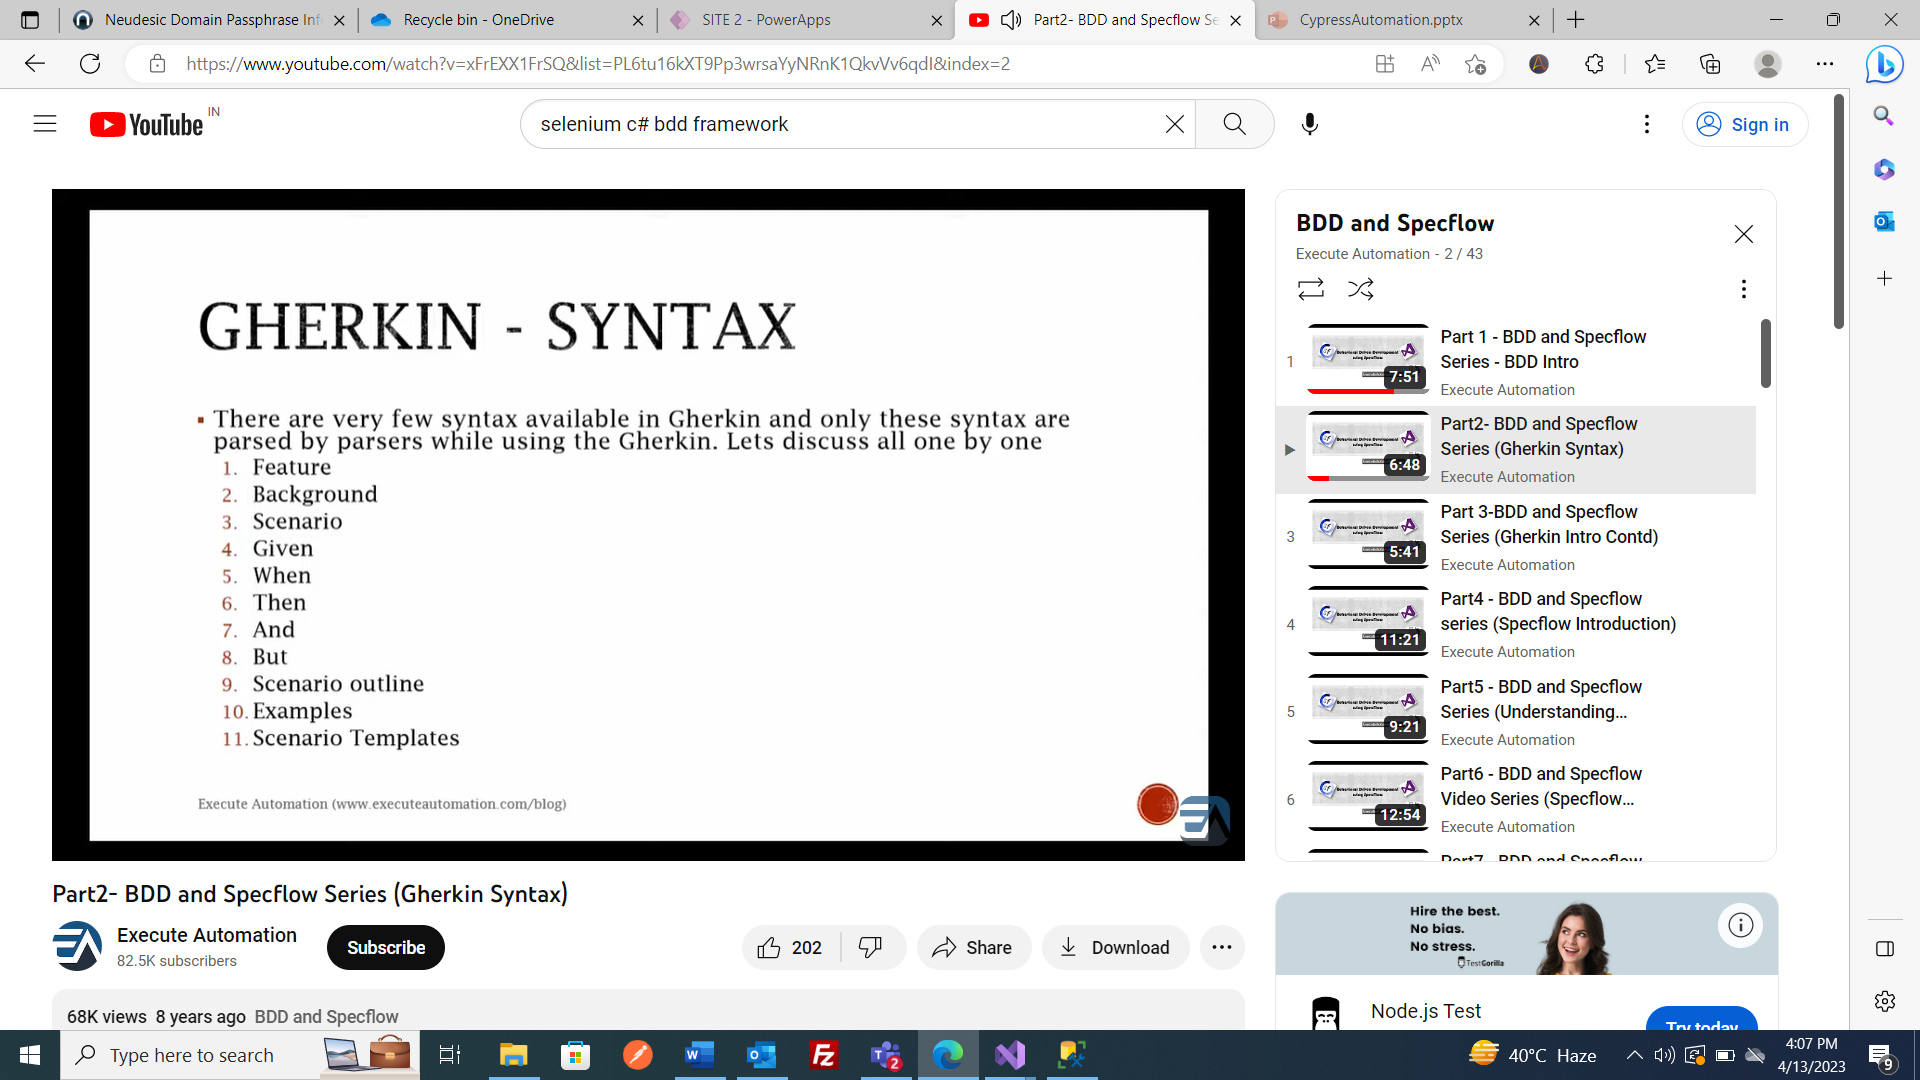 Neudesic Domain Passphrase Inf
Recycle bin - OneDrive
SITE 2 - PowerApps
Part2- BDD and Specflow Se
CypressAutomation.pptx
https://www.youtube.com/watch?v=xFrEXX1FrSQ&list=PL6tu16kXT9Pp3wrsaYyNRnK1QkvVv6qdI&index=2
YouTube IN
selenium c# bdd framework
Sign in
GHERKIN - SYNTAX
There are very few syntax available in Gherkin and only these syntax are
parsed by parsers while using the Gherkin. Lets discuss all one by one
1. Feature
2. Background
3. Scenario
4. Given
5. When
6. Then
7. And
8. But
9. Scenario outline
10. Examples
11. Scenario Templates
Execute Automation (www.executeautomation.com/blog)
BDD and Specflow
Execute Automation - 2 / 43
1
7:51
Part 1 - BDD and Specflow
Series - BDD Intro
Execute Automation
6:48
Part2- BDD and Specflow
Series (Gherkin Syntax)
Execute Automation
3
5:41
Part 3-BDD and Specflow
Series (Gherkin Intro Contd)
Execute Automation
4
11:21
Part4 - BDD and Specflow
series (Specflow Introduction)
Execute Automation
5
9:21
Part5 - BDD and Specflow
Series (Understanding...
Execute Automation
6
12:54
Part6 - BDD and Specflow
Video Series (Specflow...
Execute Automation
Part7 - BDD and Specflow
Part2- BDD and Specflow Series (Gherkin Syntax)
Execute Automation
82.5K subscribers
Subscribe
202
Share
Download
68K views 8 years ago BDD and Specflow
Hire the best.
No bias.
No stress.
TestGorilla
Node.js Test
Try today
Type here to search
2
40°C Haze
4:07 PM
4/13/2023
9